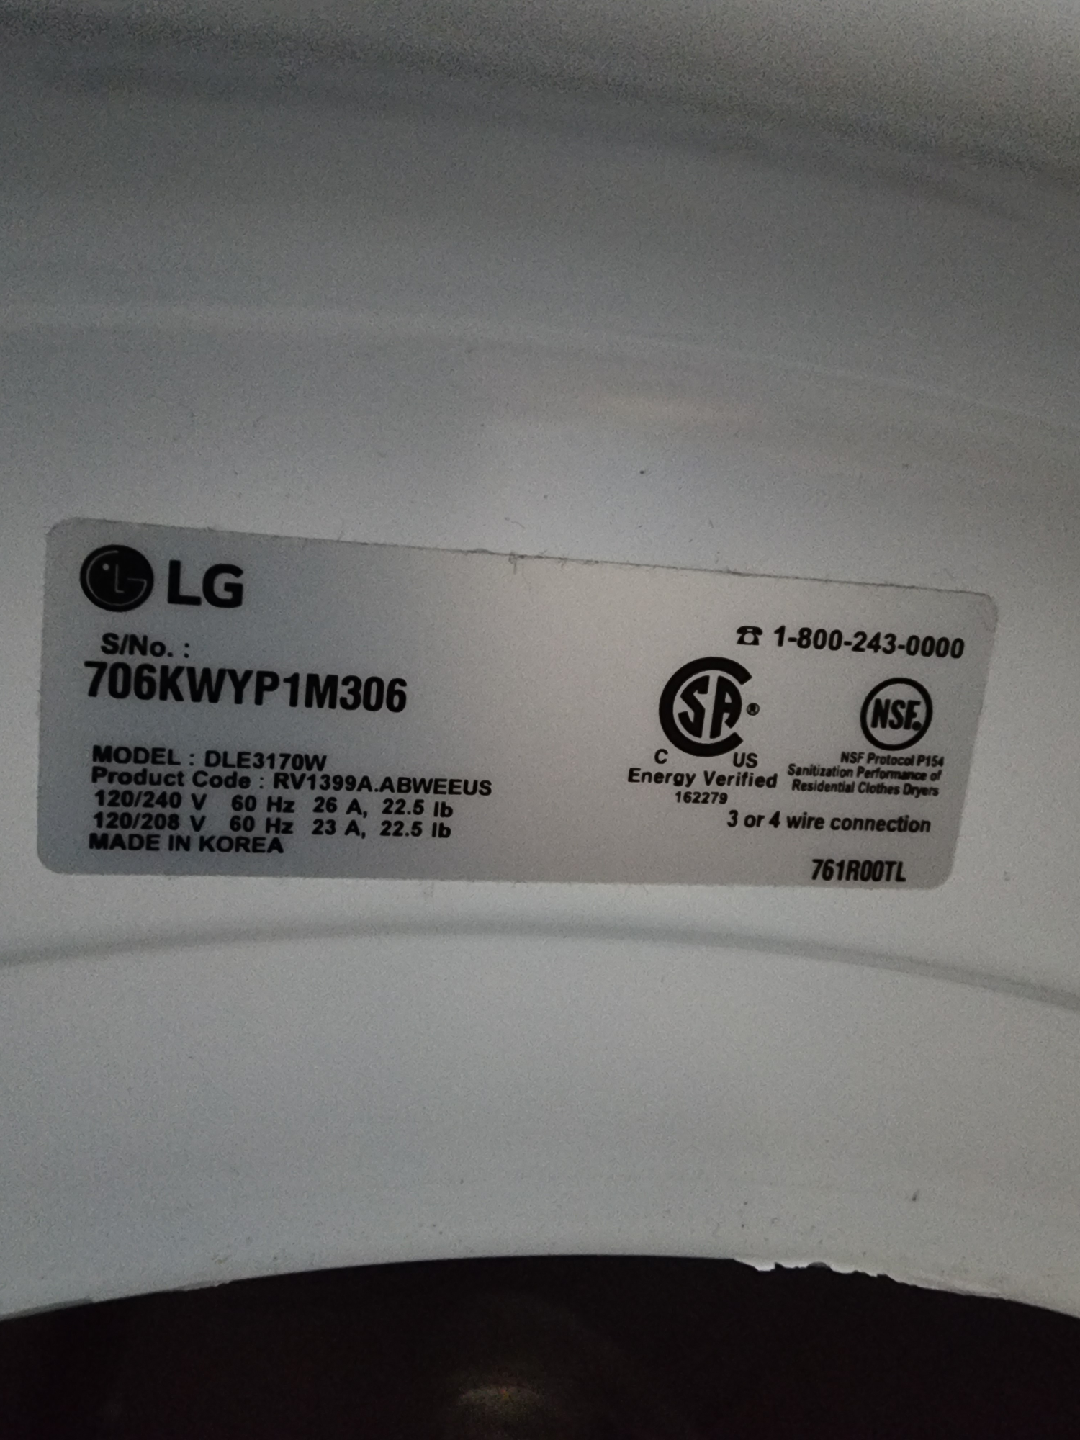 LG
S/No. :
706KWYP1M306
MODEL : DLE3170W
Product Code : RV1399A.ABWEEUS
120/240 V 60 Hz 26 A, 22.5 lb
120/208 V 60 Hz 23 A, 22.5 lb
MADE IN KOREA
☎ 1-800-243-0000
SA ®
C US
Energy Verified
162279
NSF.
NSF Protocol P154
Sanitization Performance of
Residential Clothes Dryers
3 or 4 wire connection
761R00TL